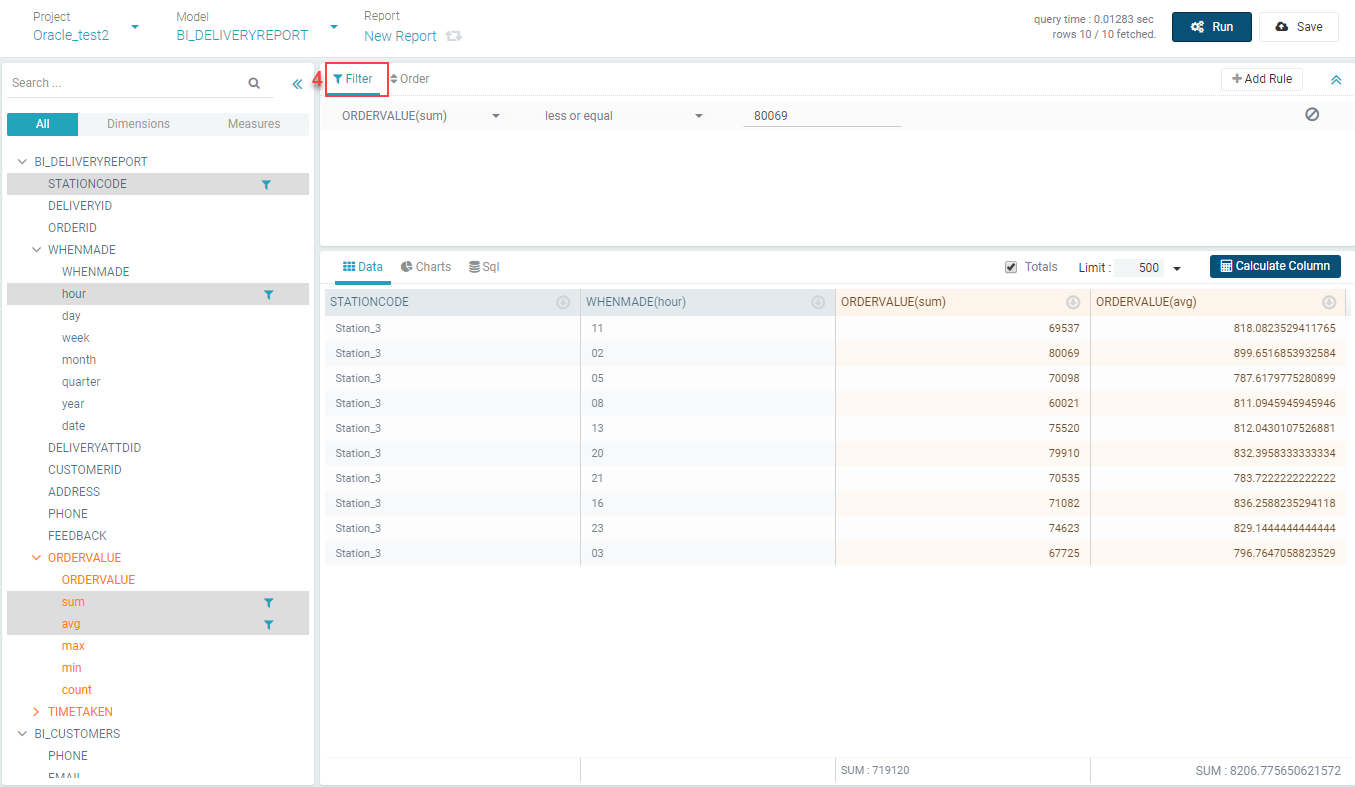 Project
Oracle_test2
Model
BI_DELIVERYREPORT
Report
New Report
query time : 0.01283 sec
rows 10 / 10 fetched.
Run
Save
Search ...
All
Dimensions
Measures
BI_DELIVERYREPORT
STATIONCODE
DELIVERYID
ORDERID
WHENMADE
WHENMADE
hour
day
week
month
quarter
year
date
DELIVERYATTDID
CUSTOMERID
ADDRESS
PHONE
FEEDBACK
ORDERVALUE
ORDERVALUE
sum
avg
max
min
count
TIMETAKEN
BI_CUSTOMERS
PHONE
EMAIL
4
Filter
Order
Add Rule
ORDERVALUE(sum) less or equal 80069
Data
Charts
Sql
Totals
Limit : 500
Calculate Column
STATIONCODE WHENMADE(hour) ORDERVALUE(sum) ORDERVALUE(avg)
Station_3 11 69537 818.0823529411765
Station_3 02 80069 899.6516853932584
Station_3 05 70098 787.6179775280899
Station_3 08 60021 811.0945945945946
Station_3 13 75520 812.0430107526881
Station_3 20 79910 832.3958333333334
Station_3 21 70535 783.7222222222222
Station_3 16 71082 836.2588235294118
Station_3 23 74623 829.1444444444444
Station_3 03 67725 796.7647058823529
SUM : 719120 SUM : 8206.775650621572